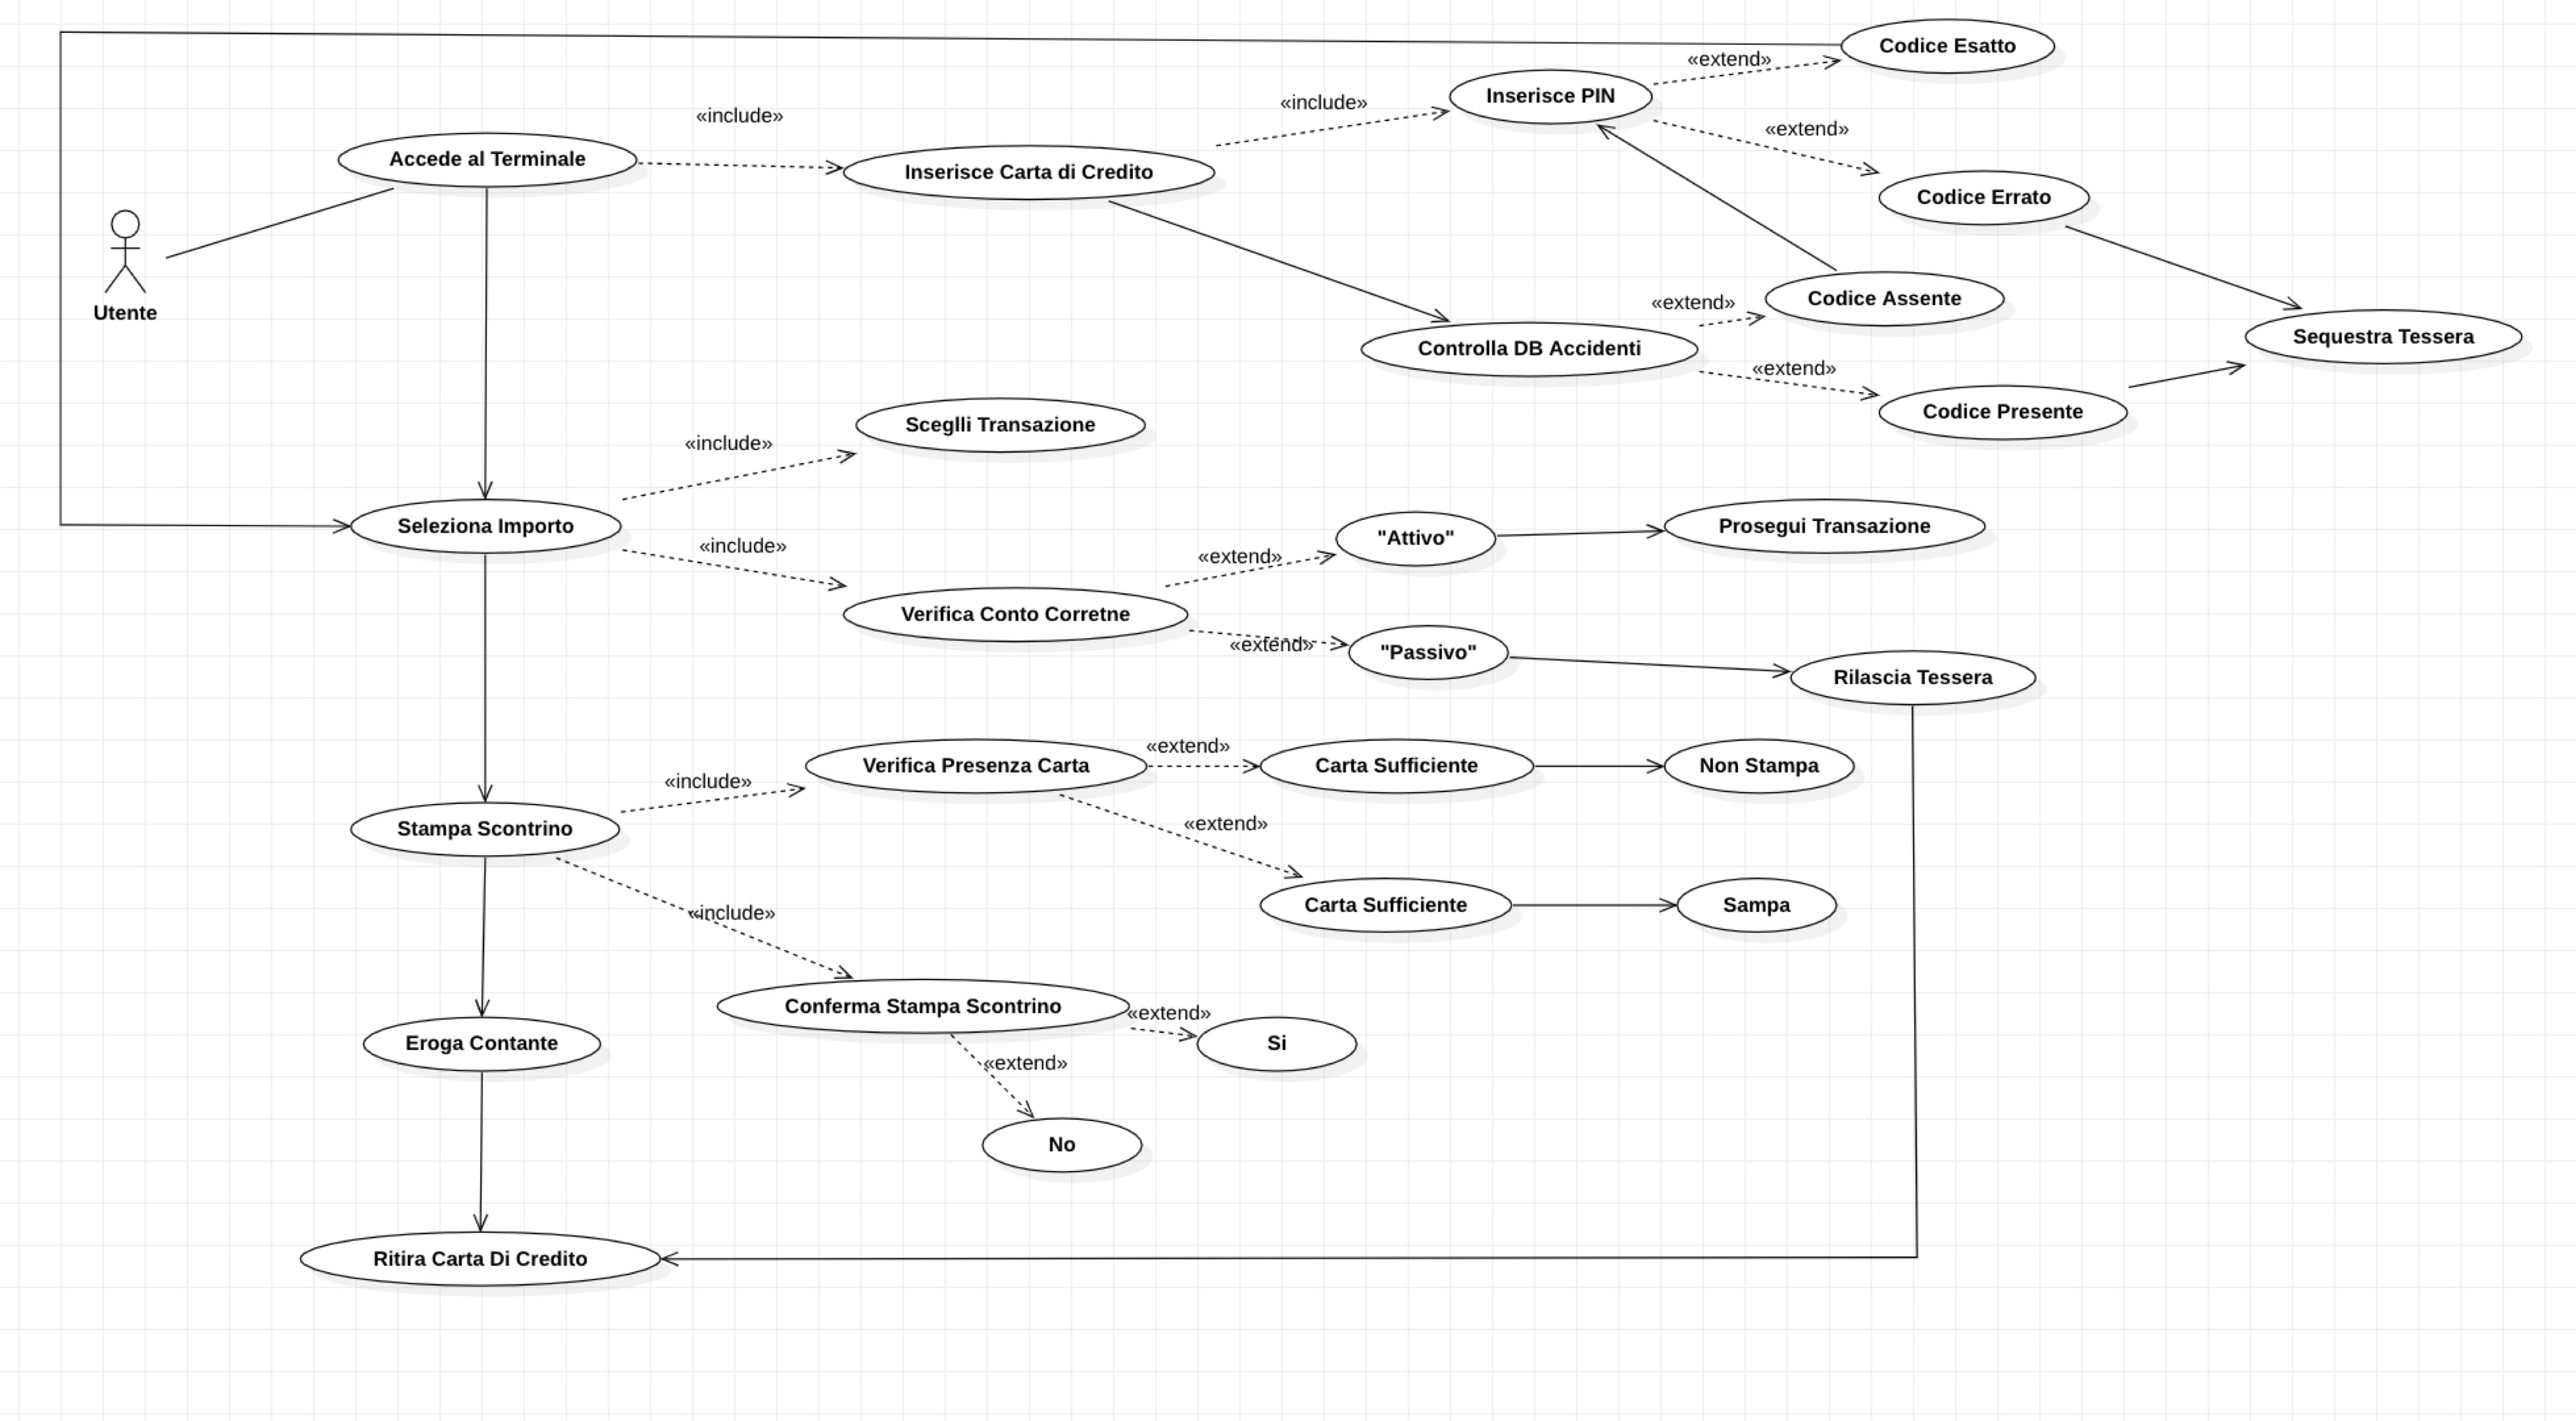 Codice Esatto
«extend»
Inserisce PIN
«include»
«include»
«extend»
Accede al Terminale
Inserisce Carta di Credito
Codice Errato
Utente
«extend»
Codice Assente
Sequestra Tessera
Controlla DB Accidenti
«extend»
Codice Presente
Sceglli Transazione
«include»
Seleziona Importo
«include»
"Attivo"
Prosegui Transazione
«extend»
Verifica Conto Corretne
«extend»
"Passivo"
Rilascia Tessera
«extend»
Verifica Presenza Carta
Carta Sufficiente
Non Stampa
«include»
Stampa Scontrino
«extend»
Carta Sufficiente
Sampa
«include»
Conferma Stampa Scontrino
«extend»
Eroga Contante
Si
«extend»
No
Ritira Carta Di Credito